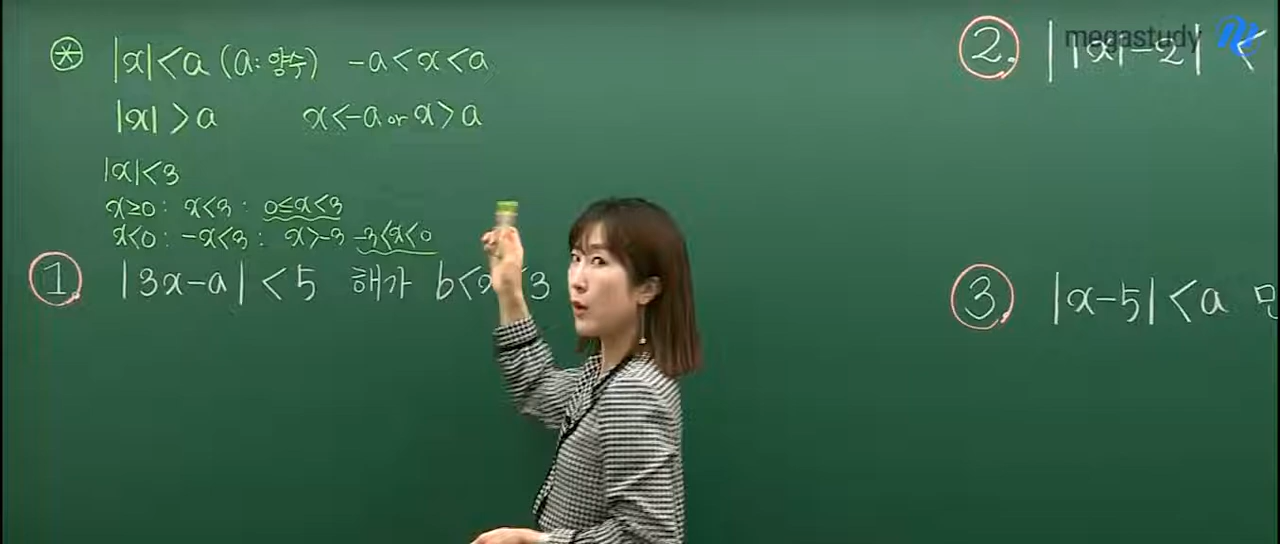 ⊛ |x|<a (a:양수) -a<x<a
|x|>a x<-a or x>a
|x|<3
x≥0: x<3: 0≤x<3
x<0: -x<3: x>-3 -3<x<0
1. |3x-a|<5 해가 b<x<3
2. ||x|-2|<
megastudy
3. |x-5|<a